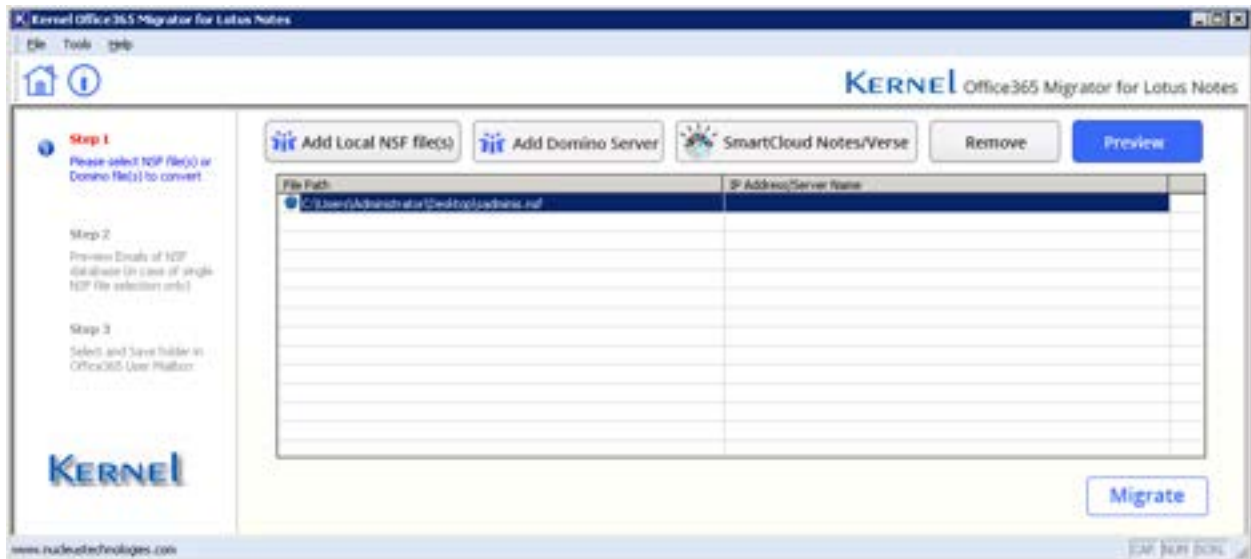 Kernel Office365 Migrator for Lotus Notes
File Tools Help
KERNEL Office365 Migrator for Lotus Notes
Step 1
Please select NSF file(s) or
Domino file(s) to convert
Step 2
Preview Emails of NSF
database (in case of single
NSF file selection only)
Step 3
Select and Save folder in
Office365 User Mailbox
KERNEL
Add Local NSF file(s)
Add Domino Server
SmartCloud Notes/Verse
Remove
Preview
File Path IP Address/Server Name
C:\Users\Administrator\Desktop\
Migrate
www.nucleustechnologies.com
CAP NUM SCRL